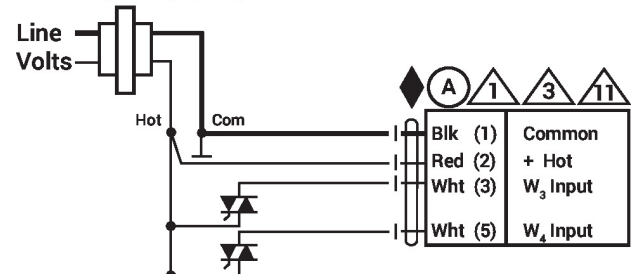 Line
Volts
Hot
Com
A 1 3 11
Blk (1) Common
Red (2) + Hot
Wht (3) W₃ Input
Wht (5) W₄ Input